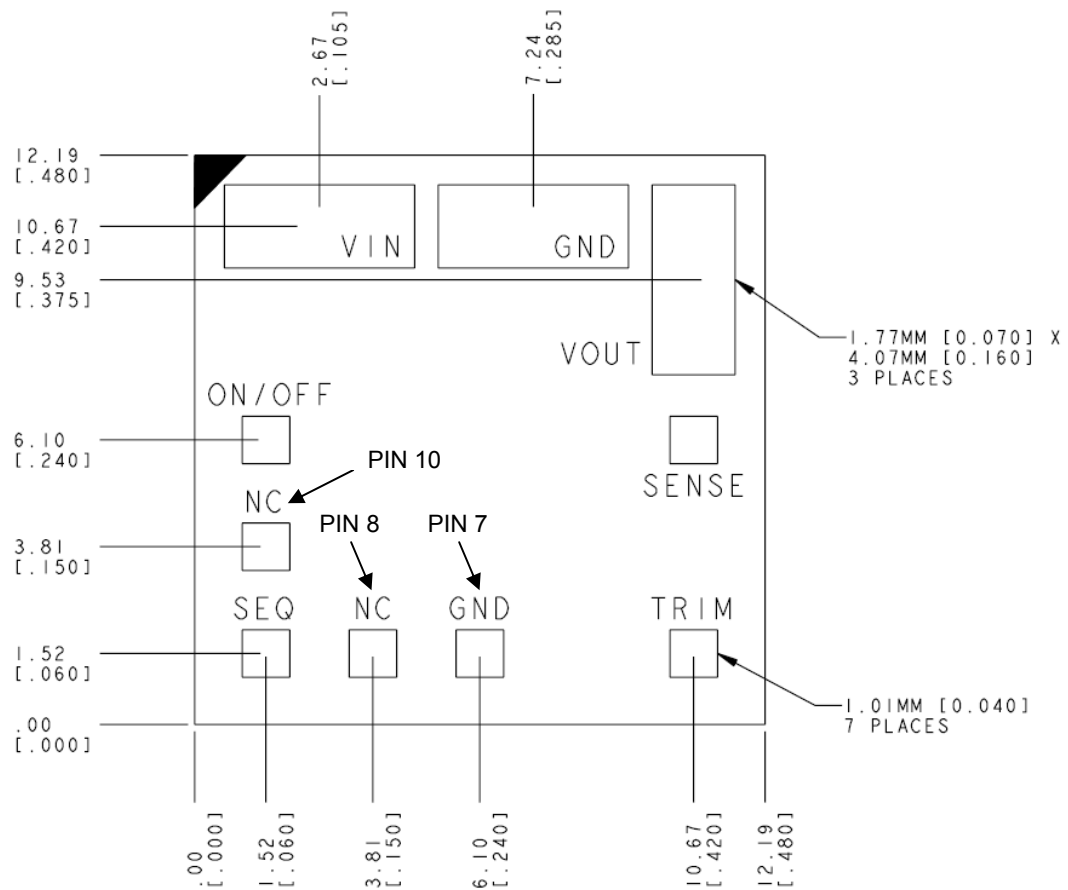 2.67
[.105]
7.24
[.285]
12.19
[.480]
10.67
[.420]
VIN
GND
9.53
[.375]
1.77MM [0.070] X
4.07MM [0.160]
3 PLACES
VOUT
ON/OFF
6.10
[.240]
PIN 10
SENSE
NC
PIN 8
PIN 7
3.81
[.150]
SEQ
NC
GND
TRIM
1.52
[.060]
1.01MM [0.040]
7 PLACES
.00
[.000]
.00
[.000]
1.52
[.060]
3.81
[.150]
6.10
[.240]
10.67
[.420]
12.19
[.480]